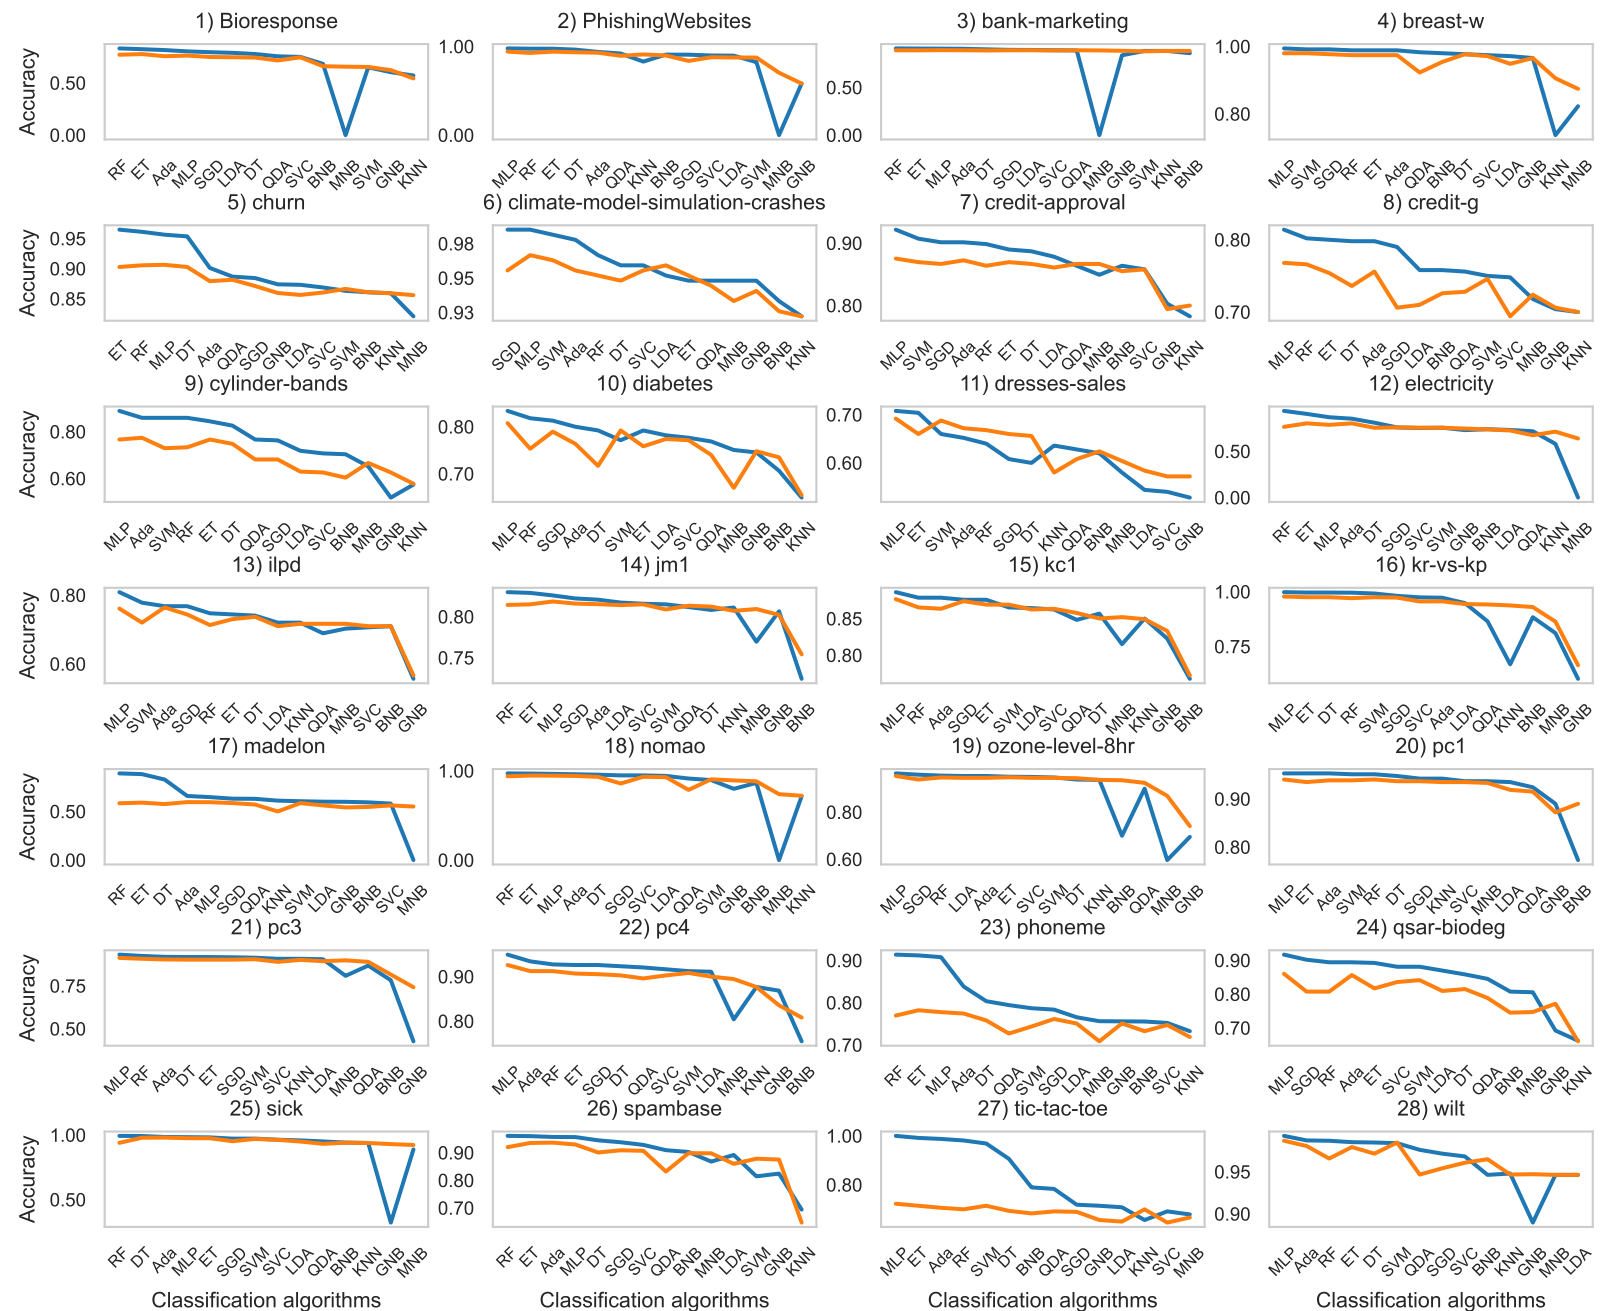 1) Bioresponse 2) PhishingWebsites 3) bank-marketing 4) breast-w
Accuracy 0.50 0.00 1.00 0.00 0.50 0.00 1.00 0.80
RF ET Ada MLP SGD LDA DT QDA SVC BNB MNB SVM GNB KNN
MLP RF ET DT Ada QDA KNN BNB SGD SVC LDA SVM MNB GNB
RF ET MLP Ada DT SGD LDA SVC QDA MNB GNB SVM KNN BNB
MLP SVM SGD RF ET Ada QDA BNB DT SVC LDA GNB KNN MNB
5) churn 6) climate-model-simulation-crashes 7) credit-approval 8) credit-g
Accuracy 0.95 0.90 0.85 0.98 0.95 0.93 0.90 0.80 0.80 0.70
ET RF MLP DT Ada QDA SGD GNB LDA SVC SVM BNB KNN MNB
SGD MLP SVM Ada RF DT SVC LDA ET QDA MNB GNB BNB KNN
MLP SVM SGD Ada RF ET DT LDA QDA MNB BNB SVC GNB KNN
MLP RF ET DT Ada SGD LDA BNB QDA SVM SVC MNB GNB KNN
9) cylinder-bands 10) diabetes 11) dresses-sales 12) electricity
Accuracy 0.80 0.60 0.80 0.70 0.70 0.60 0.50 0.00
MLP Ada SVM RF ET DT QDA SGD LDA SVC BNB MNB GNB KNN
MLP RF SGD Ada DT SVM ET LDA SVC QDA MNB GNB BNB KNN
MLP ET SVM Ada RF SGD DT KNN QDA BNB MNB LDA SVC GNB
RF ET MLP Ada DT SGD SVC SVM GNB BNB LDA QDA KNN MNB
13) ilpd 14) jm1 15) kc1 16) kr-vs-kp
Accuracy 0.80 0.60 0.80 0.75 0.85 0.80 1.00 0.75
MLP SVM Ada SGD RF ET DT LDA KNN QDA MNB SVC BNB GNB
RF ET MLP SGD Ada LDA SVC SVM QDA DT KNN MNB GNB BNB
MLP RF Ada SGD ET SVM LDA SVC QDA DT MNB KNN GNB BNB
MLP ET DT RF SVM SGD SVC Ada LDA QDA KNN BNB MNB GNB
17) madelon 18) nomao 19) ozone-level-8hr 20) pc1
Accuracy 0.50 0.00 1.00 0.00 0.80 0.60 0.90 0.80
RF ET DT Ada MLP SGD QDA KNN SVM LDA GNB BNB SVC MNB
RF ET MLP Ada DT SGD SVC LDA QDA SVM GNB BNB MNB KNN
MLP SGD RF LDA Ada ET SVC SVM DT KNN BNB QDA MNB GNB
MLP ET Ada SVM RF DT SGD KNN SVC MNB LDA QDA GNB BNB
21) pc3 22) pc4 23) phoneme 24) qsar-biodeg
Accuracy 0.75 0.50 0.90 0.80 0.90 0.80 0.70 0.90 0.80 0.70
MLP RF Ada DT ET SGD SVM SVC KNN LDA MNB QDA BNB GNB
MLP Ada RF ET SGD DT QDA SVC SVM LDA MNB KNN GNB BNB
RF ET MLP Ada DT QDA SVM SGD LDA MNB GNB BNB SVC KNN
MLP SGD RF Ada ET SVC SVM LDA DT QDA BNB MNB GNB KNN
25) sick 26) spambase 27) tic-tac-toe 28) wilt
Accuracy 1.00 0.50 0.90 0.80 0.70 1.00 0.80 0.95 0.90
RF DT Ada MLP ET SGD SVM SVC LDA QDA BNB KNN GNB MNB
RF ET Ada MLP DT SGD SVC QDA BNB MNB LDA SVM GNB KNN
MLP ET Ada RF SVM DT BNB QDA SGD GNB MNB LDA SVC KNN
MLP Ada RF ET DT SVM QDA SGD SVC BNB KNN GNB MNB LDA
Classification algorithms Classification algorithms Classification algorithms Classification algorithms